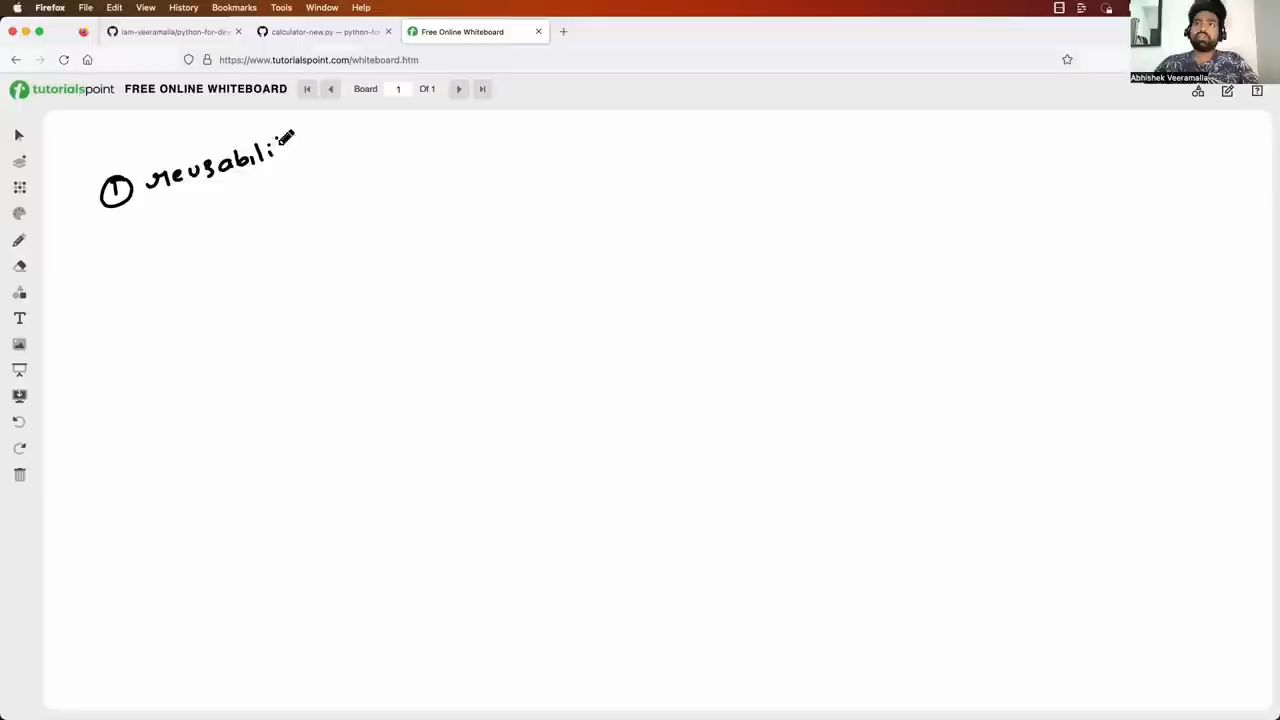 Firefox File Edit View History Bookmarks Tools Window Help
iam-veeramalla/python-for-dev
calculator-new.py — python-for
Free Online Whiteboard
https://www.tutorialspoint.com/whiteboard.htm
Abhishek Veeramalla
tutorialspoint FREE ONLINE WHITEBOARD Board 1 Of 1
① reusabili
T